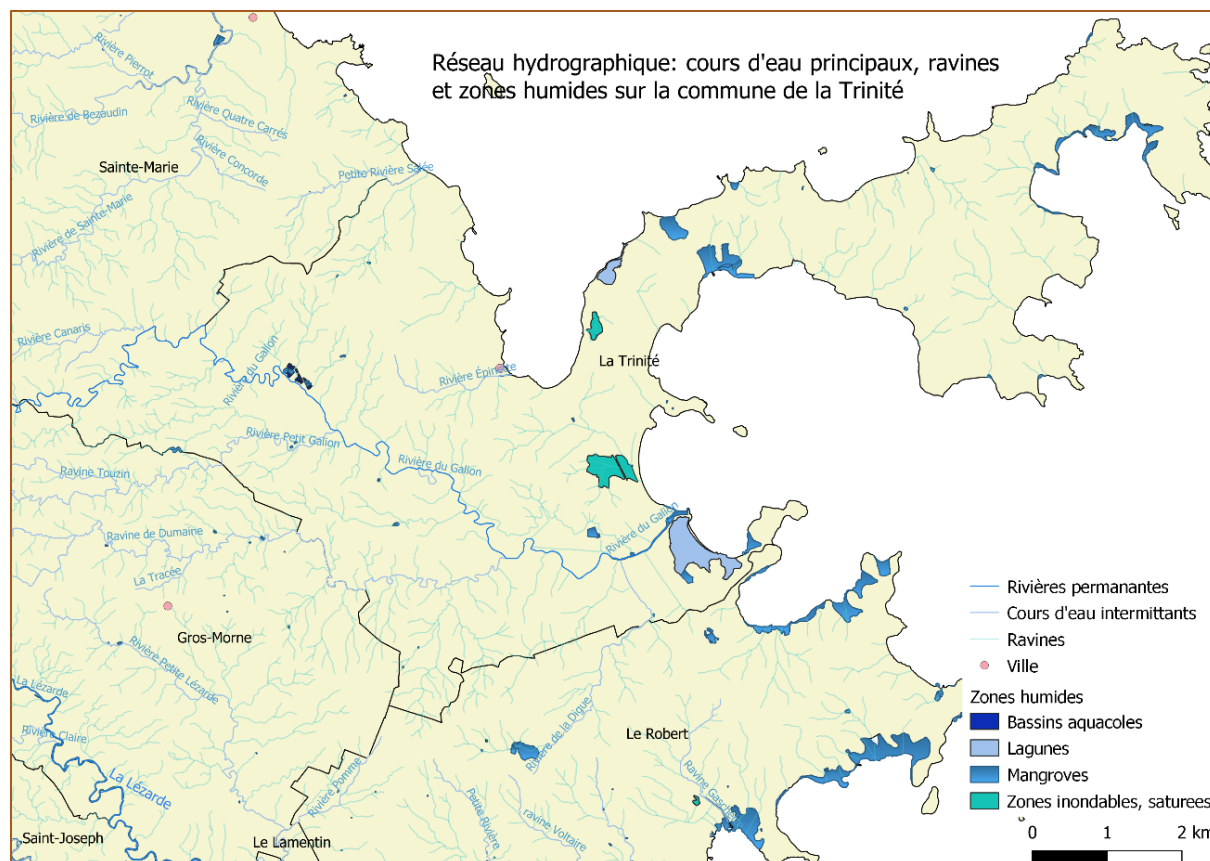 Réseau hydrographique: cours d'eau principaux, ravines
et zones humides sur la commune de la Trinité
Rivière Pierrot
Rivière de Bezaudin
Rivière Quatre Carrés
Rivière Concorde
Sainte-Marie
Petite Rivière Salée
Rivière de Sainte-Marie
Rivière Canaris
Rivière du Galion
Rivière Épinette
La Trinité
Rivière Petit Galion
Rivière du Galion
Ravine Touzin
Ravine de Dumaine
Rivière du Galion
La Tracée
Gros-Morne
Rivière Petite Lézarde
La Lézarde
Rivière Claire
La Lézarde
Rivière de la Digue
Le Robert
Rivière Pomme
Petite Rivière
ravine Voltaire
Saint-Joseph
Le Lamentin
Rivières permanantes
Cours d'eau intermittants
Ravines
Ville
Zones humides
Bassins aquacoles
Lagunes
Mangroves
Zones inondables, saturees
0 1 2 km